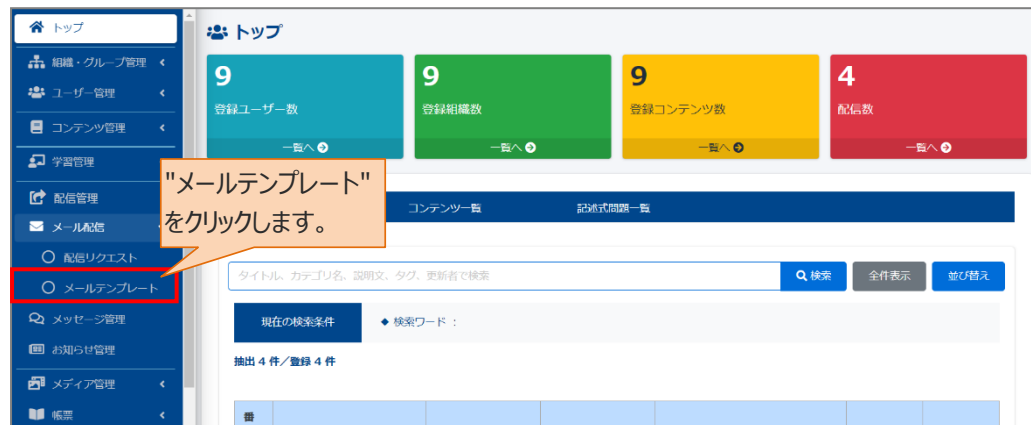 トップ
組織・グループ管理
ユーザー管理
コンテンツ管理
学習管理
配信管理
メール配信
配信リクエスト
メールテンプレート
メッセージ管理
お知らせ管理
メディア管理
帳票
トップ
9
登録ユーザー数
一覧へ
9
登録組織数
一覧へ
9
登録コンテンツ数
一覧へ
4
配信数
一覧へ
"メールテンプレート"
をクリックします。
コンテンツ一覧
記述式問題一覧
タイトル、カテゴリ名、説明文、タグ、更新者で検索
検索
全件表示
並び替え
現在の検索条件
◆ 検索ワード :
抽出 4 件／登録 4 件
番